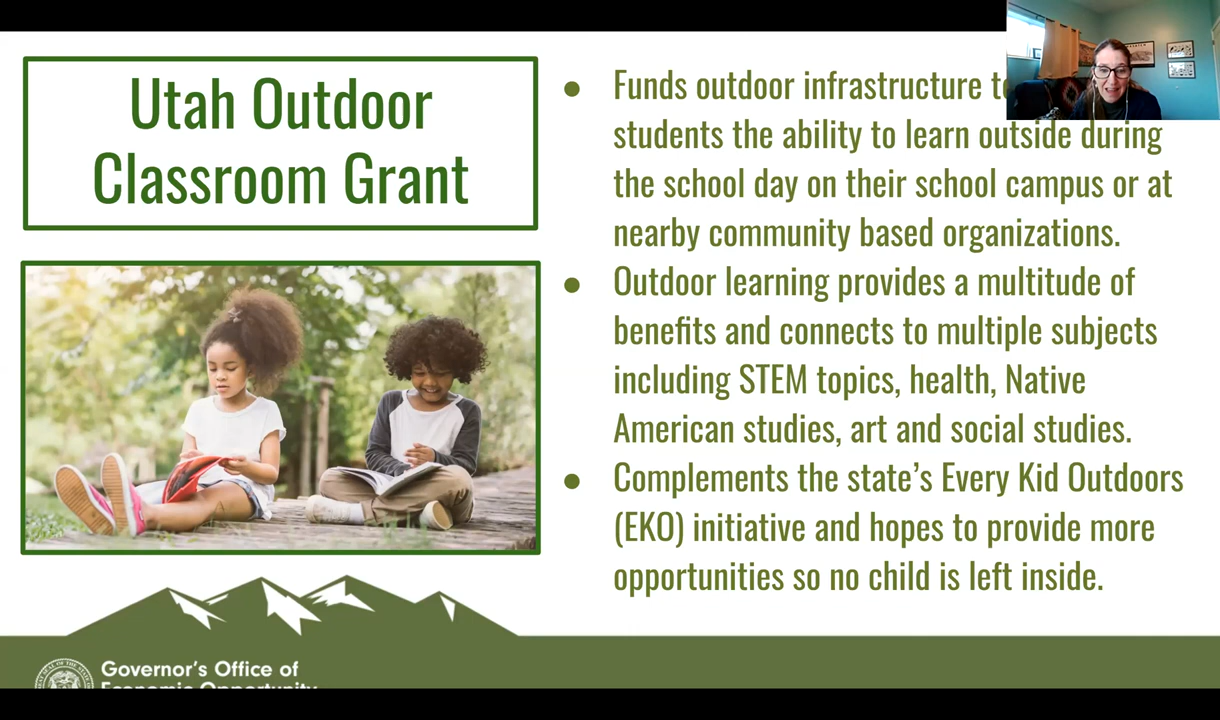 Utah Outdoor
Classroom Grant
● Funds outdoor infrastructure
students the ability to learn outside during
the school day on their school campus or at
nearby community based organizations.
● Outdoor learning provides a multitude of
benefits and connects to multiple subjects
including STEM topics, health, Native
American studies, art and social studies.
● Complements the state’s Every Kid Outdoors
(EKO) initiative and hopes to provide more
opportunities so no child is left inside.
Governor’s Office of
Economic Opportunity